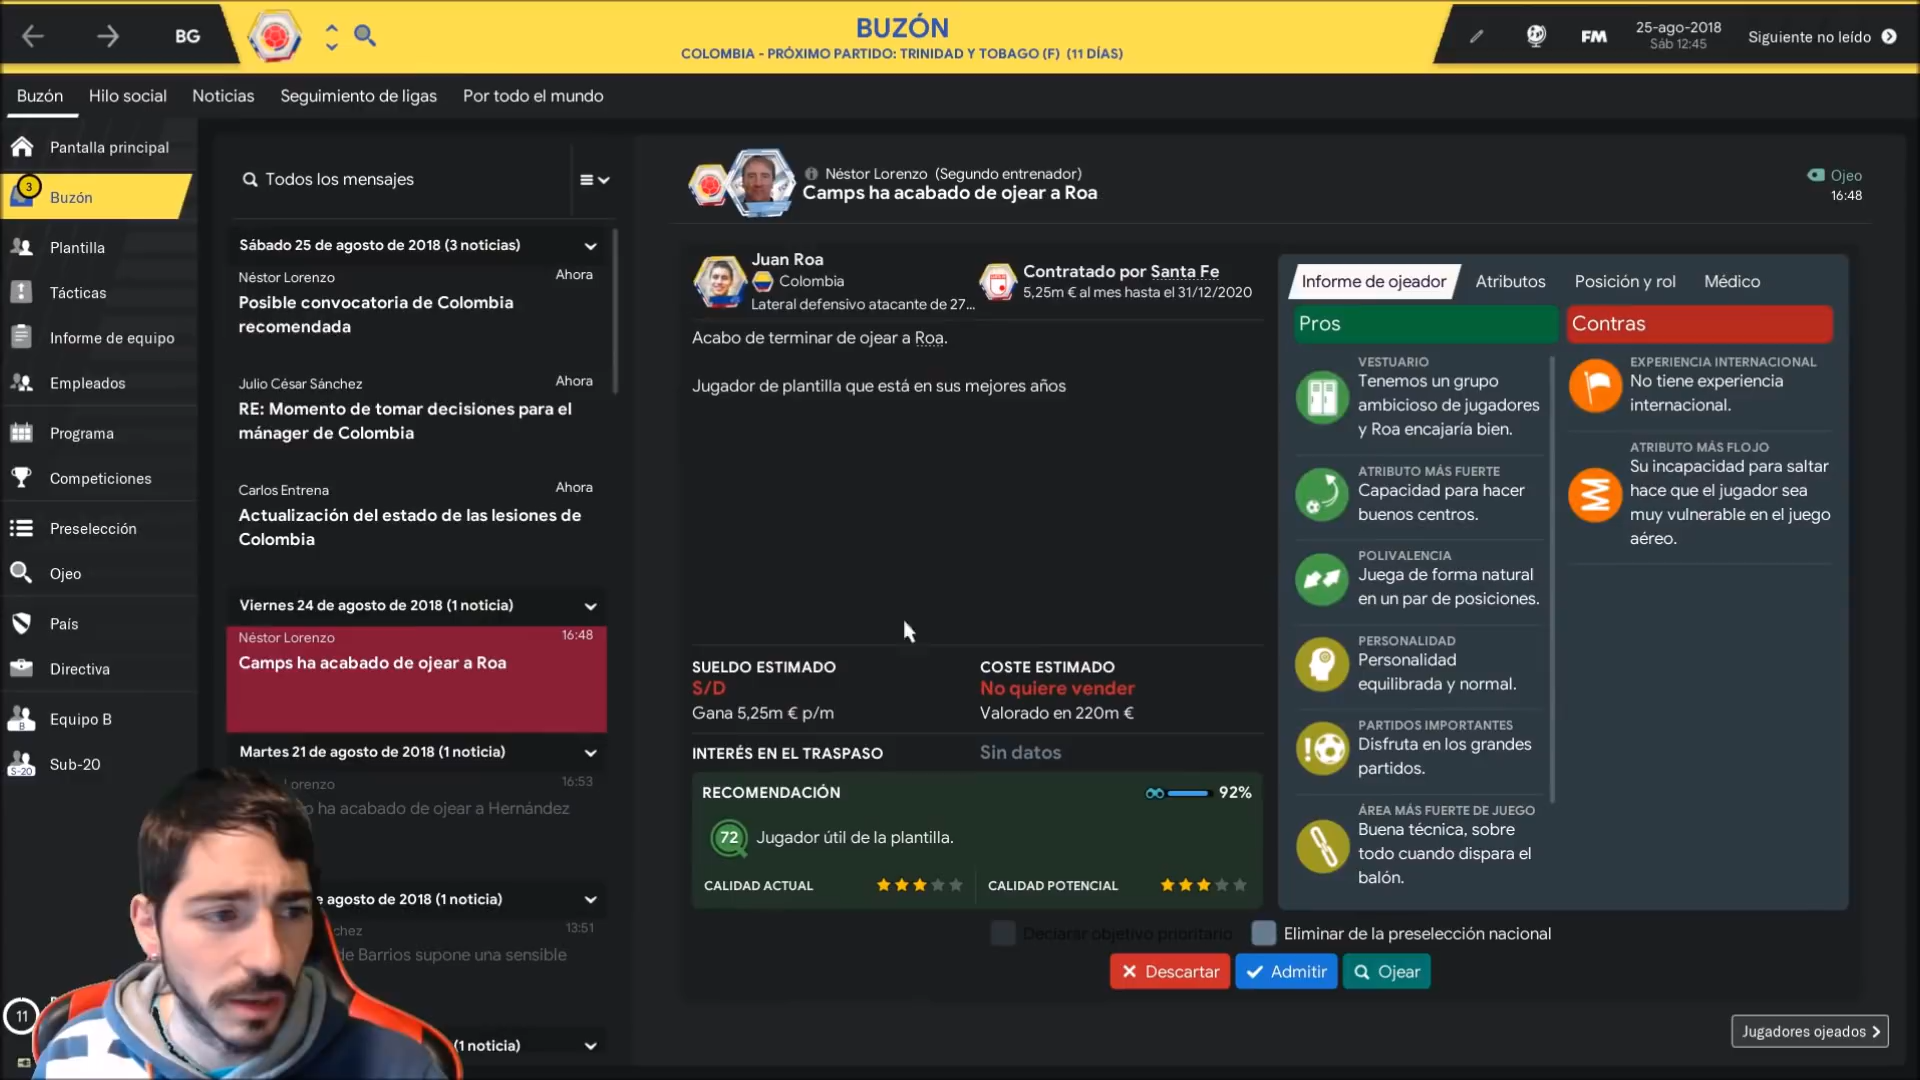 BG
BUZÓN
COLOMBIA - PRÓXIMO PARTIDO: TRINIDAD Y TOBAGO (F) (11 DÍAS)
FM
25-ago-2018
Sáb 12:45
Siguiente no leído
Buzón
Hilo social
Noticias
Seguimiento de ligas
Por todo el mundo
Pantalla principal
3
Buzón
Plantilla
Tácticas
Informe de equipo
Empleados
Programa
Competiciones
Preselección
Ojeo
País
Directiva
B
Equipo B
S-20
Sub-20
11
Todos los mensajes
Sábado 25 de agosto de 2018 (3 noticias)
Néstor Lorenzo
Ahora
Posible convocatoria de Colombia
recomendada
Julio César Sánchez
Ahora
RE: Momento de tomar decisiones para el
mánager de Colombia
Carlos Entrena
Ahora
Actualización del estado de las lesiones de
Colombia
Viernes 24 de agosto de 2018 (1 noticia)
Néstor Lorenzo
16:48
Camps ha acabado de ojear a Roa
Martes 21 de agosto de 2018 (1 noticia)
Lorenzo
16:53
ha acabado de ojear a Hernández
agosto de 2018 (1 noticia)
chez
13:51
de Barrios supone una sensible
(1 noticia)
Néstor Lorenzo (Segundo entrenador)
Camps ha acabado de ojear a Roa
Ojeo
16:48
Juan Roa
Colombia
Lateral defensivo atacante de 27...
Contratado por Santa Fe
5,25m € al mes hasta el 31/12/2020
Acabo de terminar de ojear a Roa.
Jugador de plantilla que está en sus mejores años
SUELDO ESTIMADO
S/D
Gana 5,25m € p/m
COSTE ESTIMADO
No quiere vender
Valorado en 220m €
INTERÉS EN EL TRASPASO
Sin datos
RECOMENDACIÓN
92%
72
Jugador útil de la plantilla.
CALIDAD ACTUAL
CALIDAD POTENCIAL
Informe de ojeador
Atributos
Posición y rol
Médico
Pros
VESTUARIO
Tenemos un grupo
ambicioso de jugadores
y Roa encajaría bien.
ATRIBUTO MÁS FUERTE
Capacidad para hacer
buenos centros.
POLIVALENCIA
Juega de forma natural
en un par de posiciones.
PERSONALIDAD
Personalidad
equilibrada y normal.
PARTIDOS IMPORTANTES
Disfruta en los grandes
partidos.
ÁREA MÁS FUERTE DE JUEGO
Buena técnica, sobre
todo cuando dispara el
balón.
Contras
EXPERIENCIA INTERNACIONAL
No tiene experiencia
internacional.
ATRIBUTO MÁS FLOJO
Su incapacidad para saltar
hace que el jugador sea
muy vulnerable en el juego
aéreo.
Declarar objetivo prioritario
Eliminar de la preselección nacional
Descartar
Admitir
Ojear
Jugadores ojeados